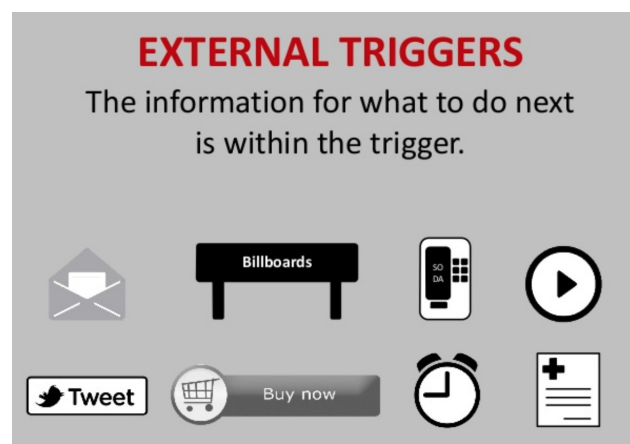 EXTERNAL TRIGGERS
The information for what to do next
is within the trigger.
Billboards
SO
DA
Tweet
Buy now